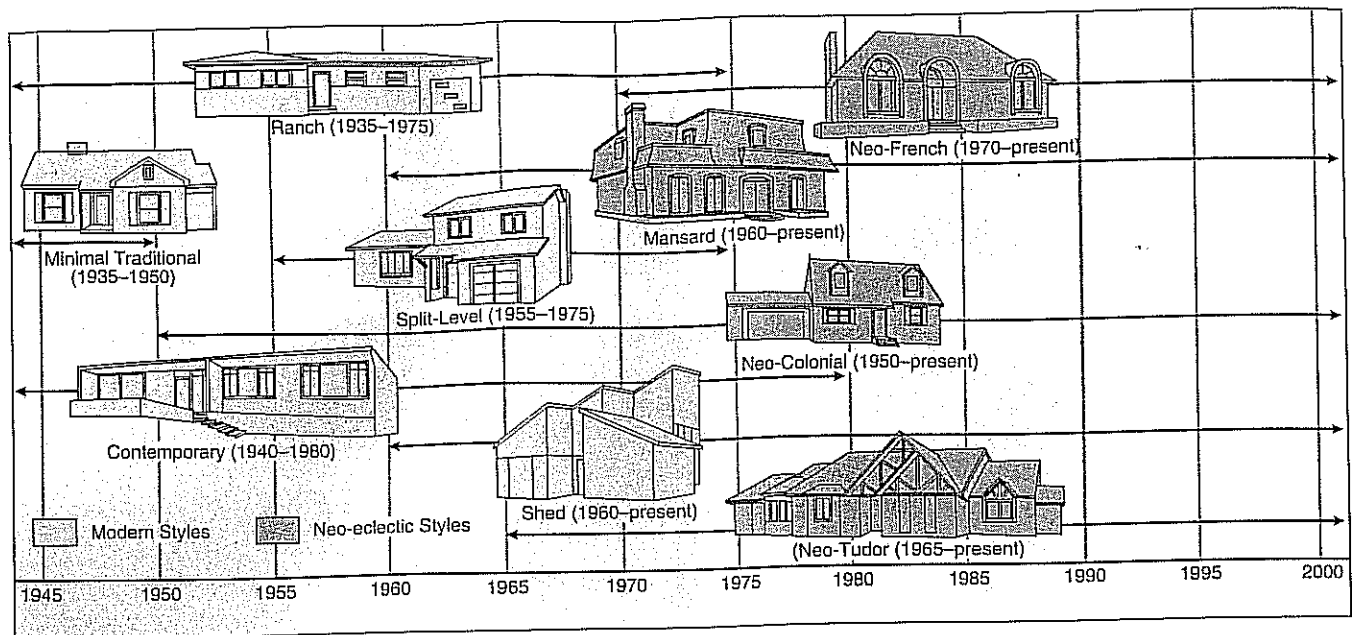 Ranch (1935–1975)
Neo-French (1970–present)
Minimal Traditional
(1935–1950)
Mansard (1960–present)
Split-Level (1955–1975)
Neo-Colonial (1950–present)
Contemporary (1940–1980)
Shed (1960–present)
Modern Styles
Neo-eclectic Styles
(Neo-Tudor (1965–present)
1945 1950 1955 1960 1965 1970 1975 1980 1985 1990 1995 2000